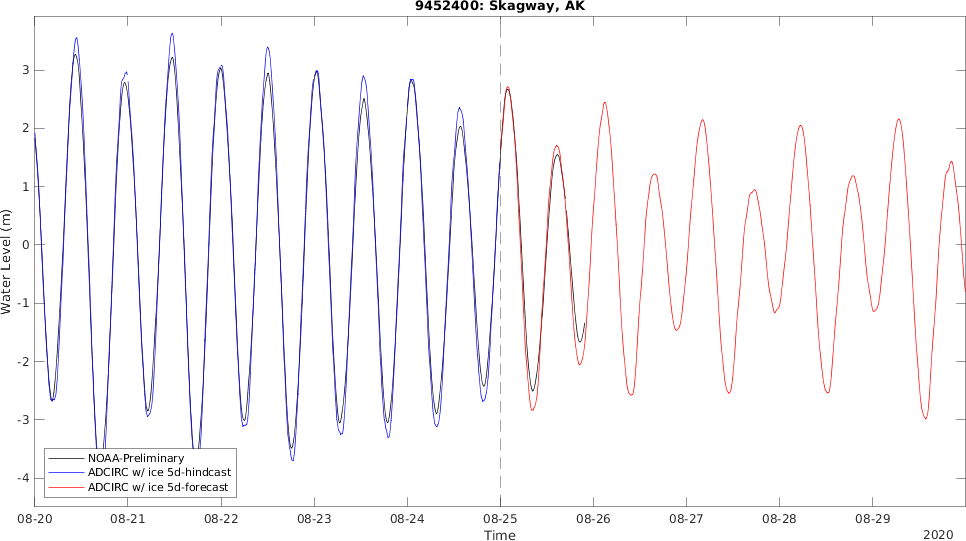 9452400: Skagway, AK
3
2
1
0
-1
-2
-3
-4
Water Level (m)
NOAA-Preliminary
ADCIRC w/ ice 5d-hindcast
ADCIRC w/ ice 5d-forecast
08-20 08-21 08-22 08-23 08-24 08-25 08-26 08-27 08-28 08-29
Time
2020